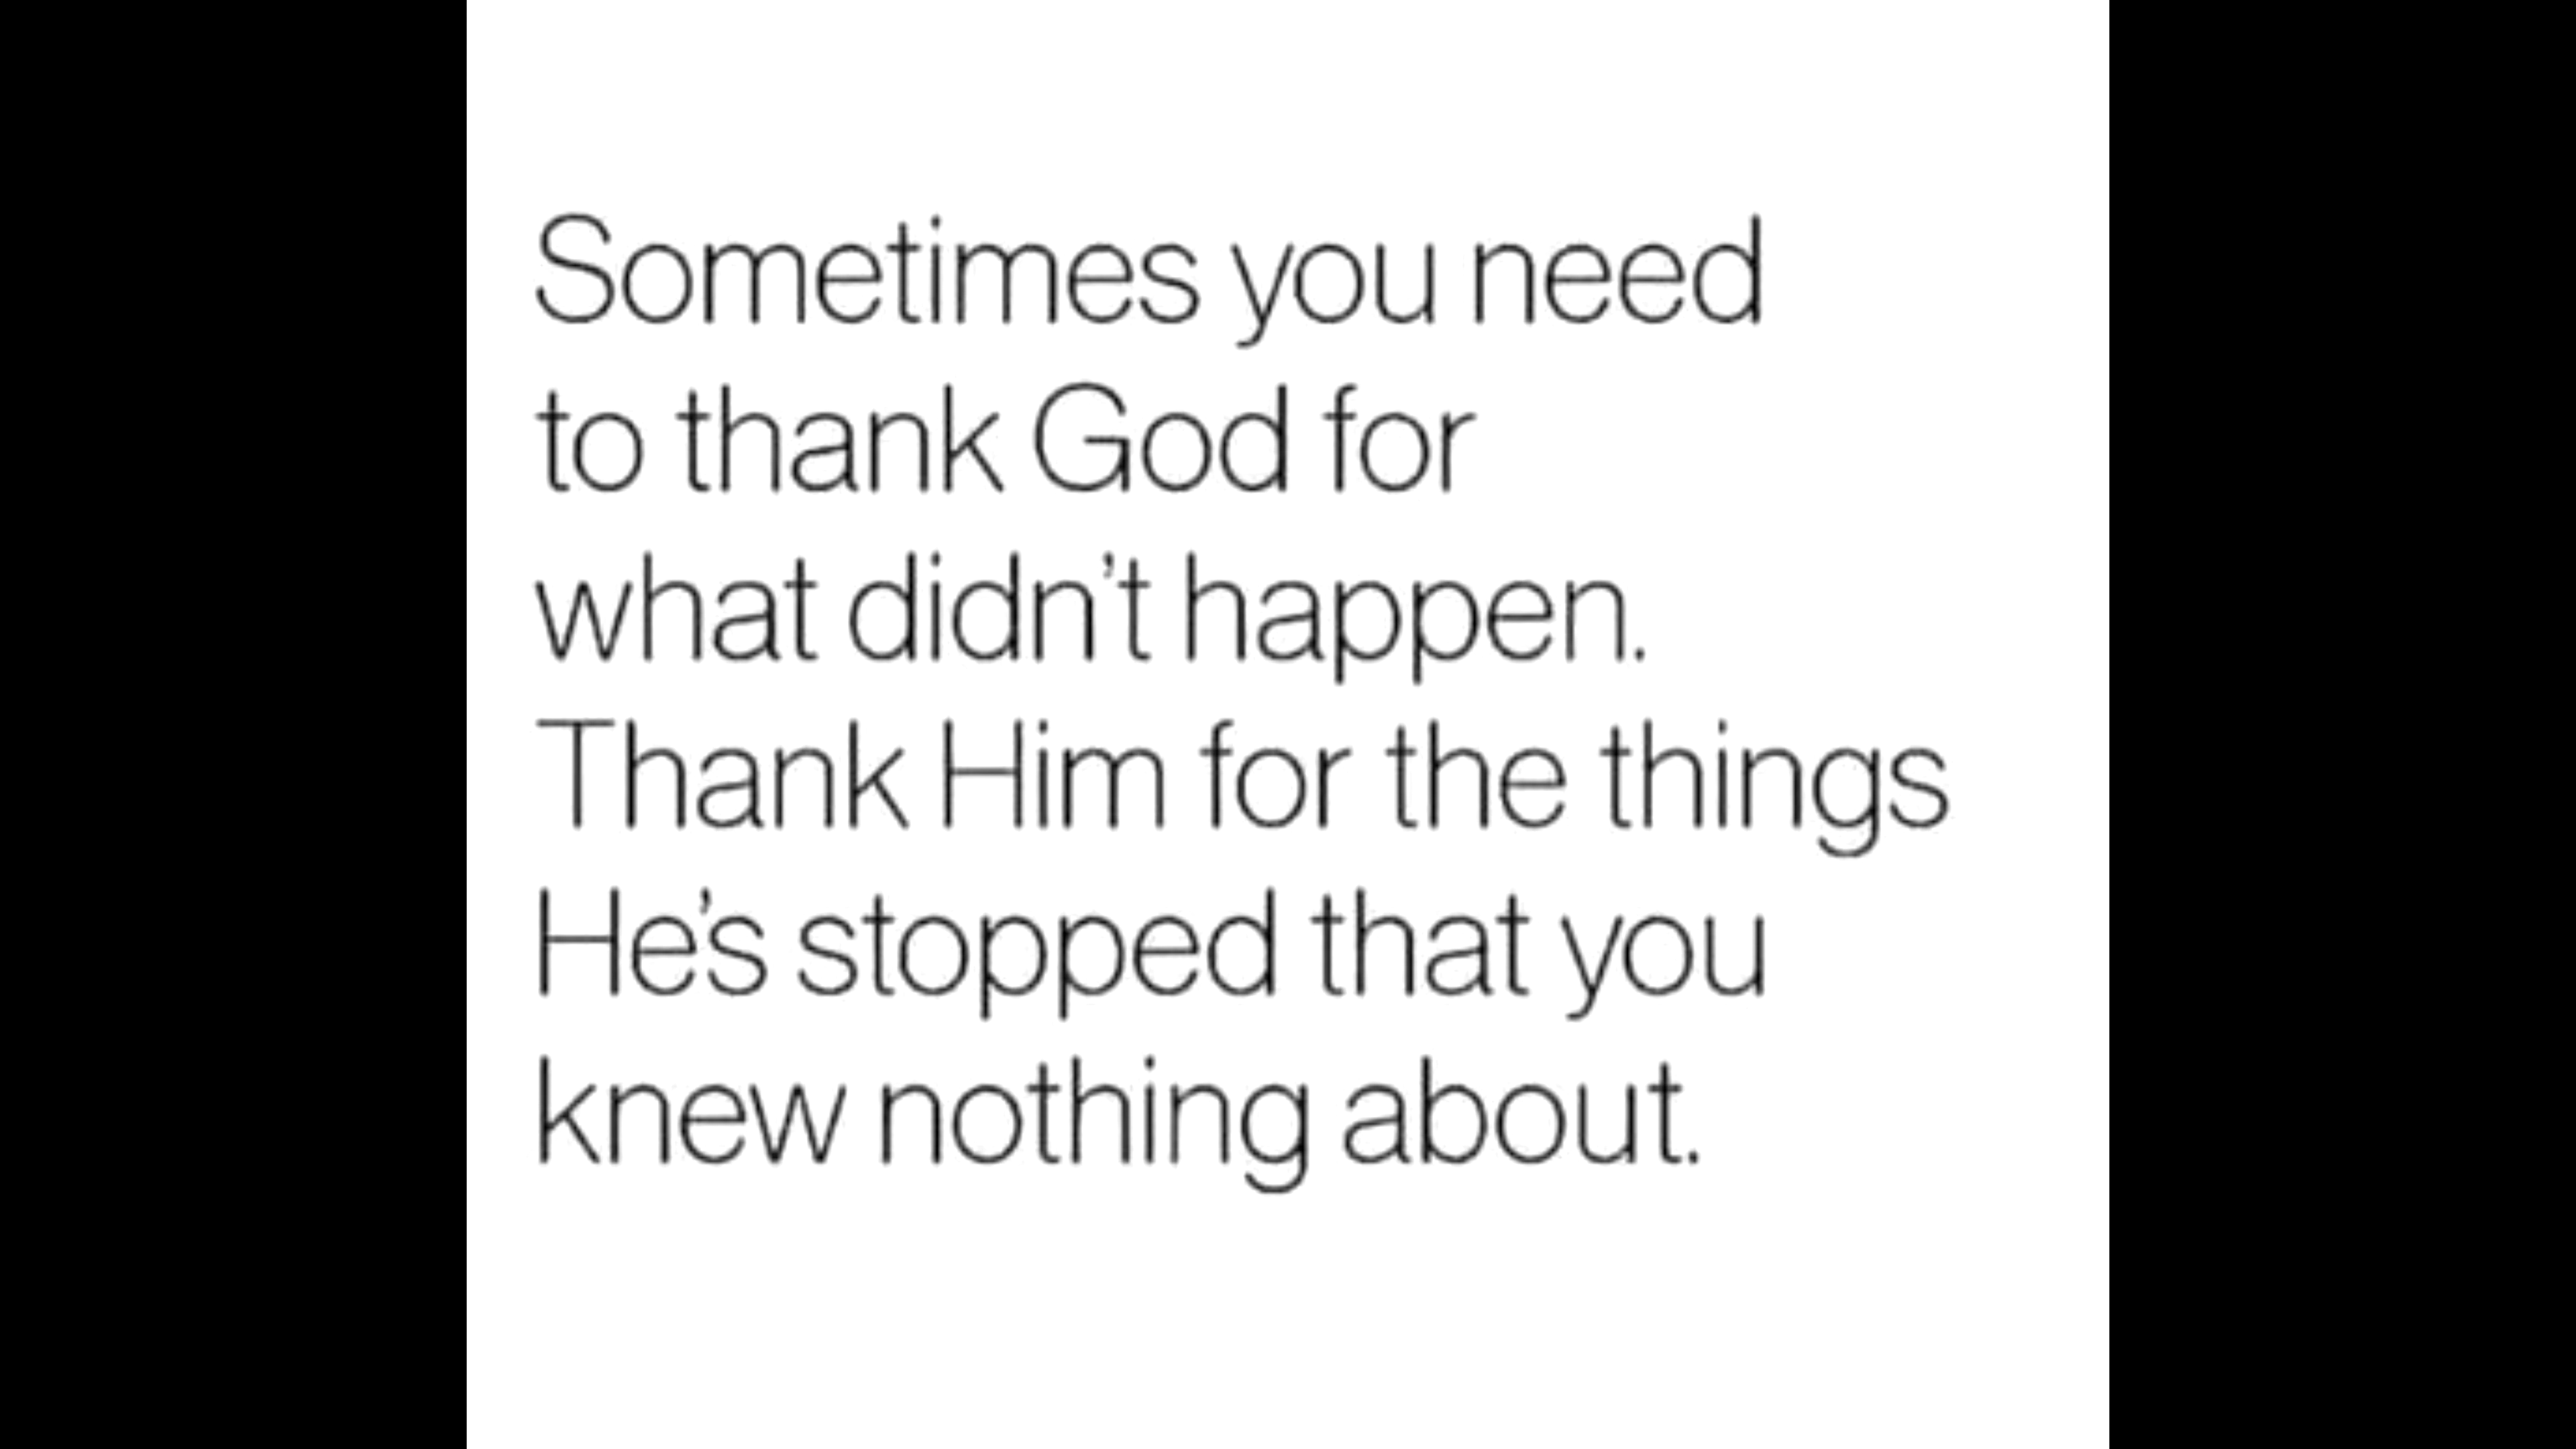 Sometimes you need
to thank God for
what didn’t happen.
Thank Him for the things
He’s stopped that you
knew nothing about.